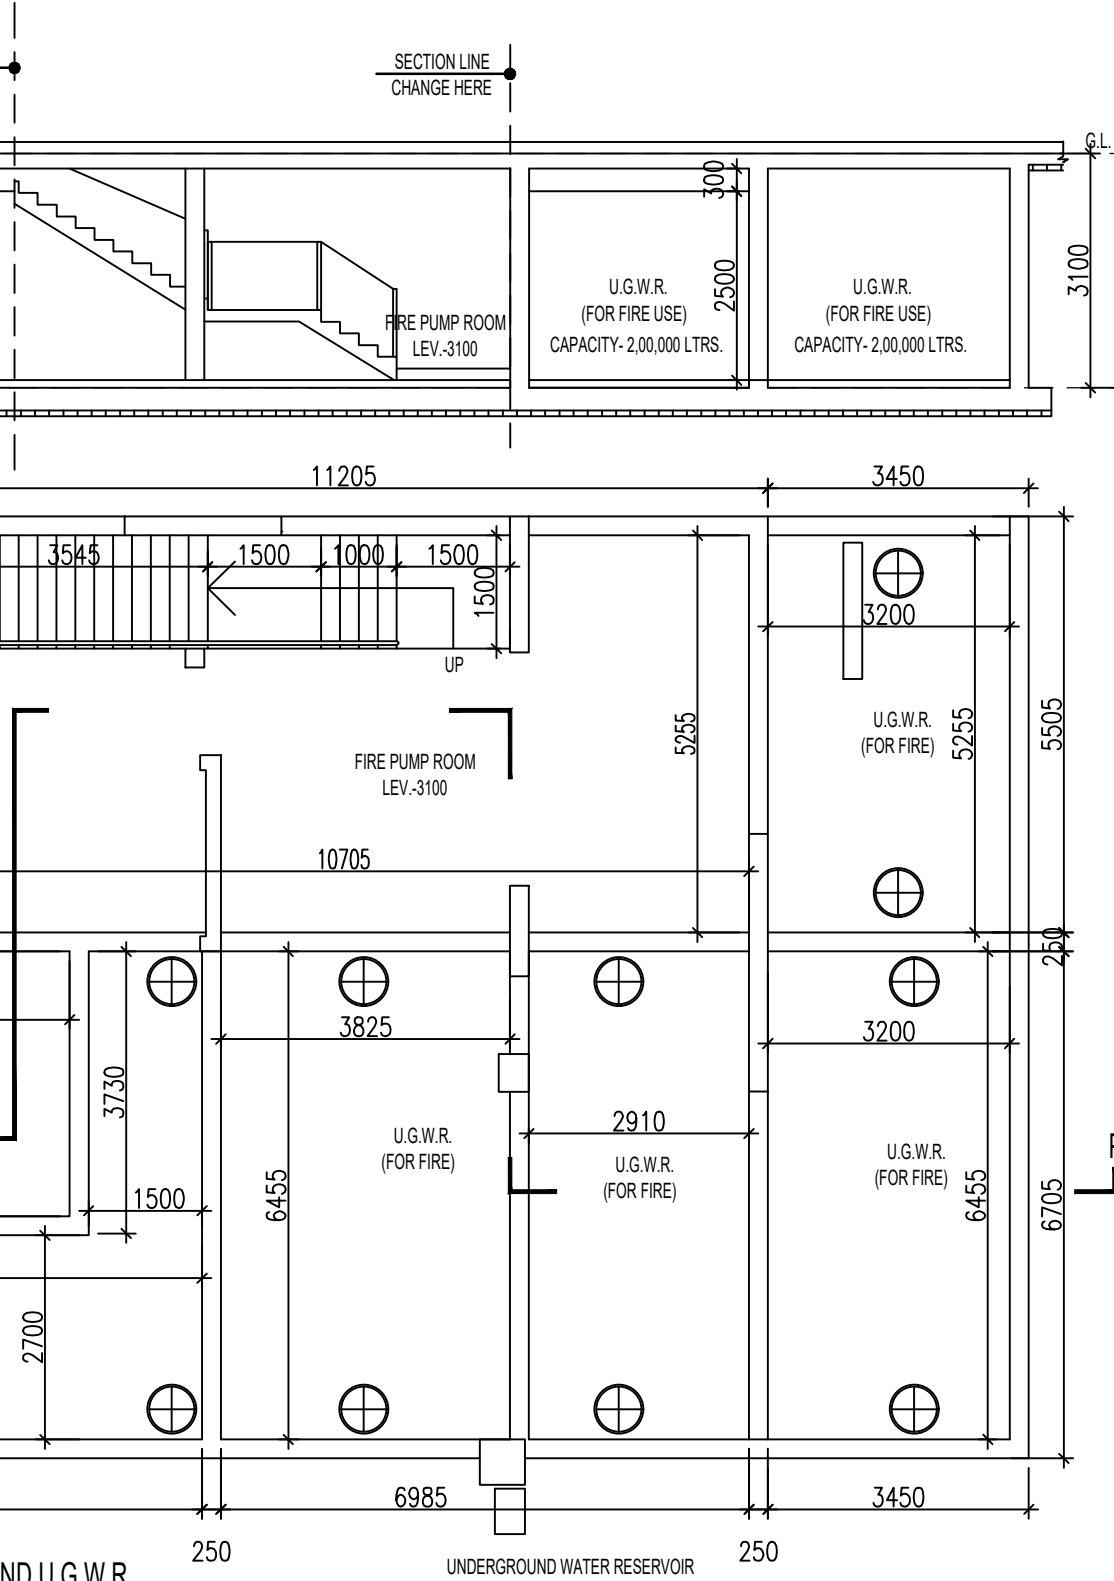 SECTION LINE
CHANGE HERE
G.L.
300
2500
3100
U.G.W.R.
(FOR FIRE USE)
CAPACITY- 2,00,000 LTRS.
U.G.W.R.
(FOR FIRE USE)
CAPACITY- 2,00,000 LTRS.
FIRE PUMP ROOM
LEV.-3100
11205
3450
3545
1500
1000
1500
1500
3200
UP
5255
U.G.W.R.
(FOR FIRE)
5255
5505
FIRE PUMP ROOM
LEV.-3100
10705
250
3825
3200
3730
2910
U.G.W.R.
(FOR FIRE)
U.G.W.R.
(FOR FIRE)
U.G.W.R.
(FOR FIRE)
1500
6455
6455
6705
2700
6985
3450
250
250
UNDERGROUND WATER RESERVOIR
ND U.G.W.R.